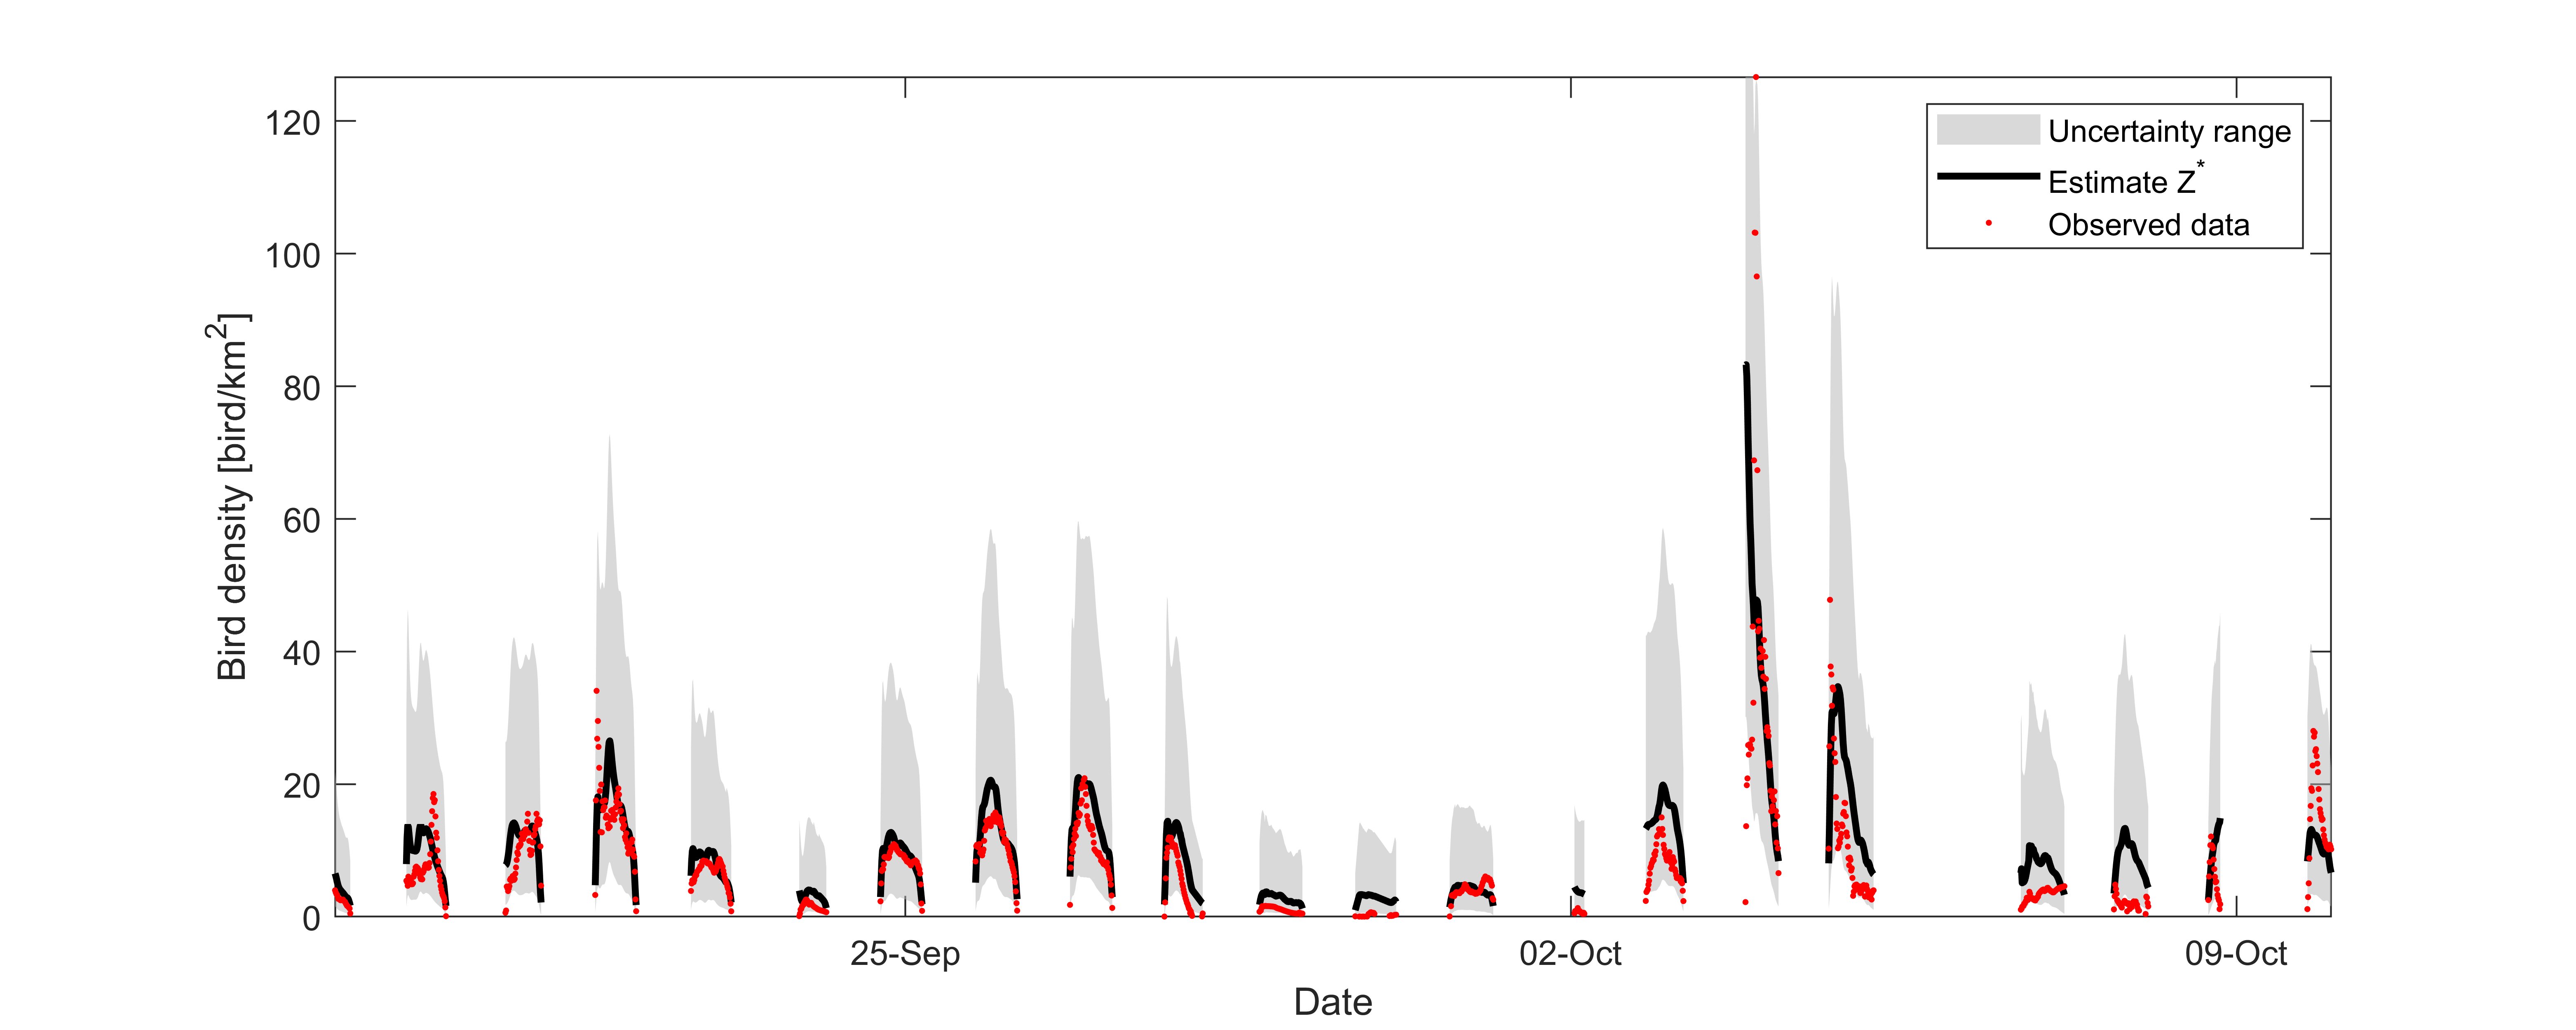 120
100
80
60
40
20
0
Bird density [bird/km²]
25-Sep
02-Oct
09-Oct
Date
Uncertainty range
Estimate Z*
Observed data